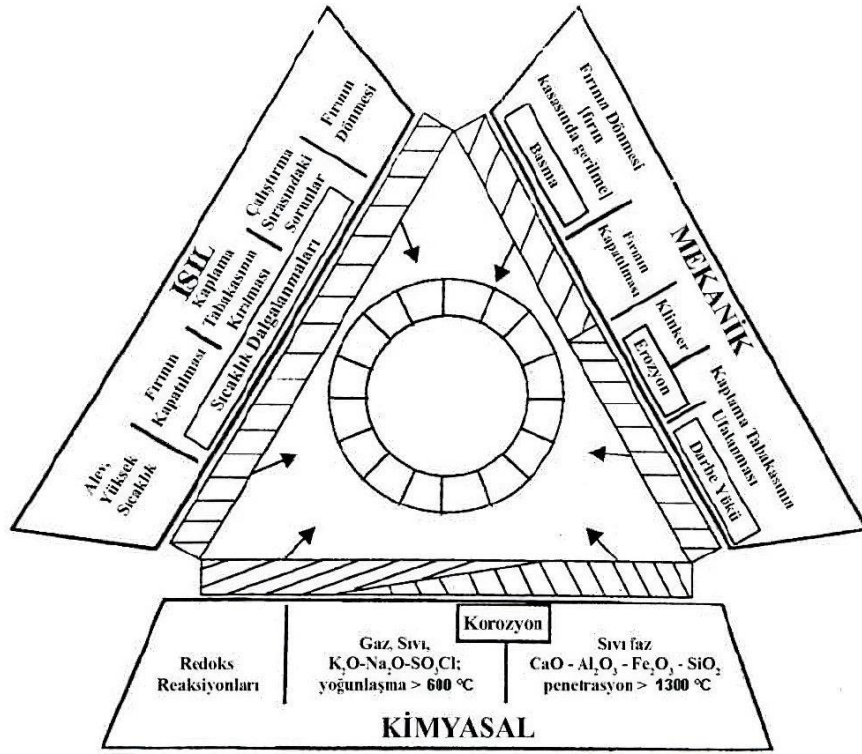 ISIL
Alev,
Yüksek
Sıcaklık
Fırının
Kapatılması
Kaplama
Tabakasının
Kırılması
Çalıştırma
Sırasındaki
Sorunlar
Fırının
Dönmesi
Sıcaklık Dalgalanmaları
MEKANİK
Fırının Dönmesi
[fırın
kasasında gerilme]
Basma
Fırının
Kapatılması
Klinker
Erozyon
Kaplama Tabakasının
Ufalanması
Darbe Yükü
Korozyon
Redoks
Reaksiyonları
Gaz, Sıvı,
K₂O-Na₂O-SO₃Cl;
yoğunlaşma > 600 °C
Sıvı faz
CaO - Al₂O₃ - Fe₂O₃ - SiO₂
penetrasyon > 1300 °C
KİMYASAL